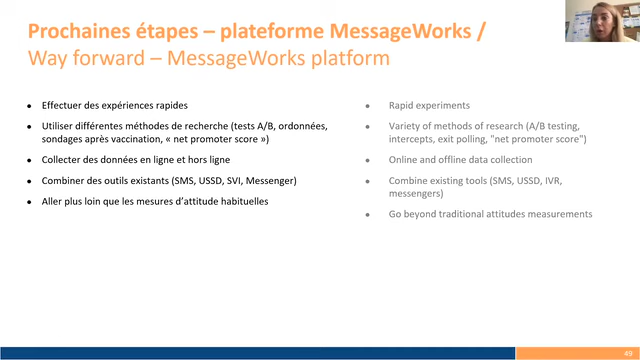 Prochaines étapes – plateforme MessageWorks /
Way forward – MessageWorks platform
● Effectuer des expériences rapides
● Utiliser différentes méthodes de recherche (tests A/B, ordonnées,
sondages après vaccination, « net promoter score »)
● Collecter des données en ligne et hors ligne
● Combiner des outils existants (SMS, USSD, SVI, Messenger)
● Aller plus loin que les mesures d'attitude habituelles
● Rapid experiments
● Variety of methods of research (A/B testing,
intercepts, exit polling, "net promoter score")
● Online and offline data collection
● Combine existing tools (SMS, USSD, IVR,
messengers)
● Go beyond traditional attitudes measurements
49